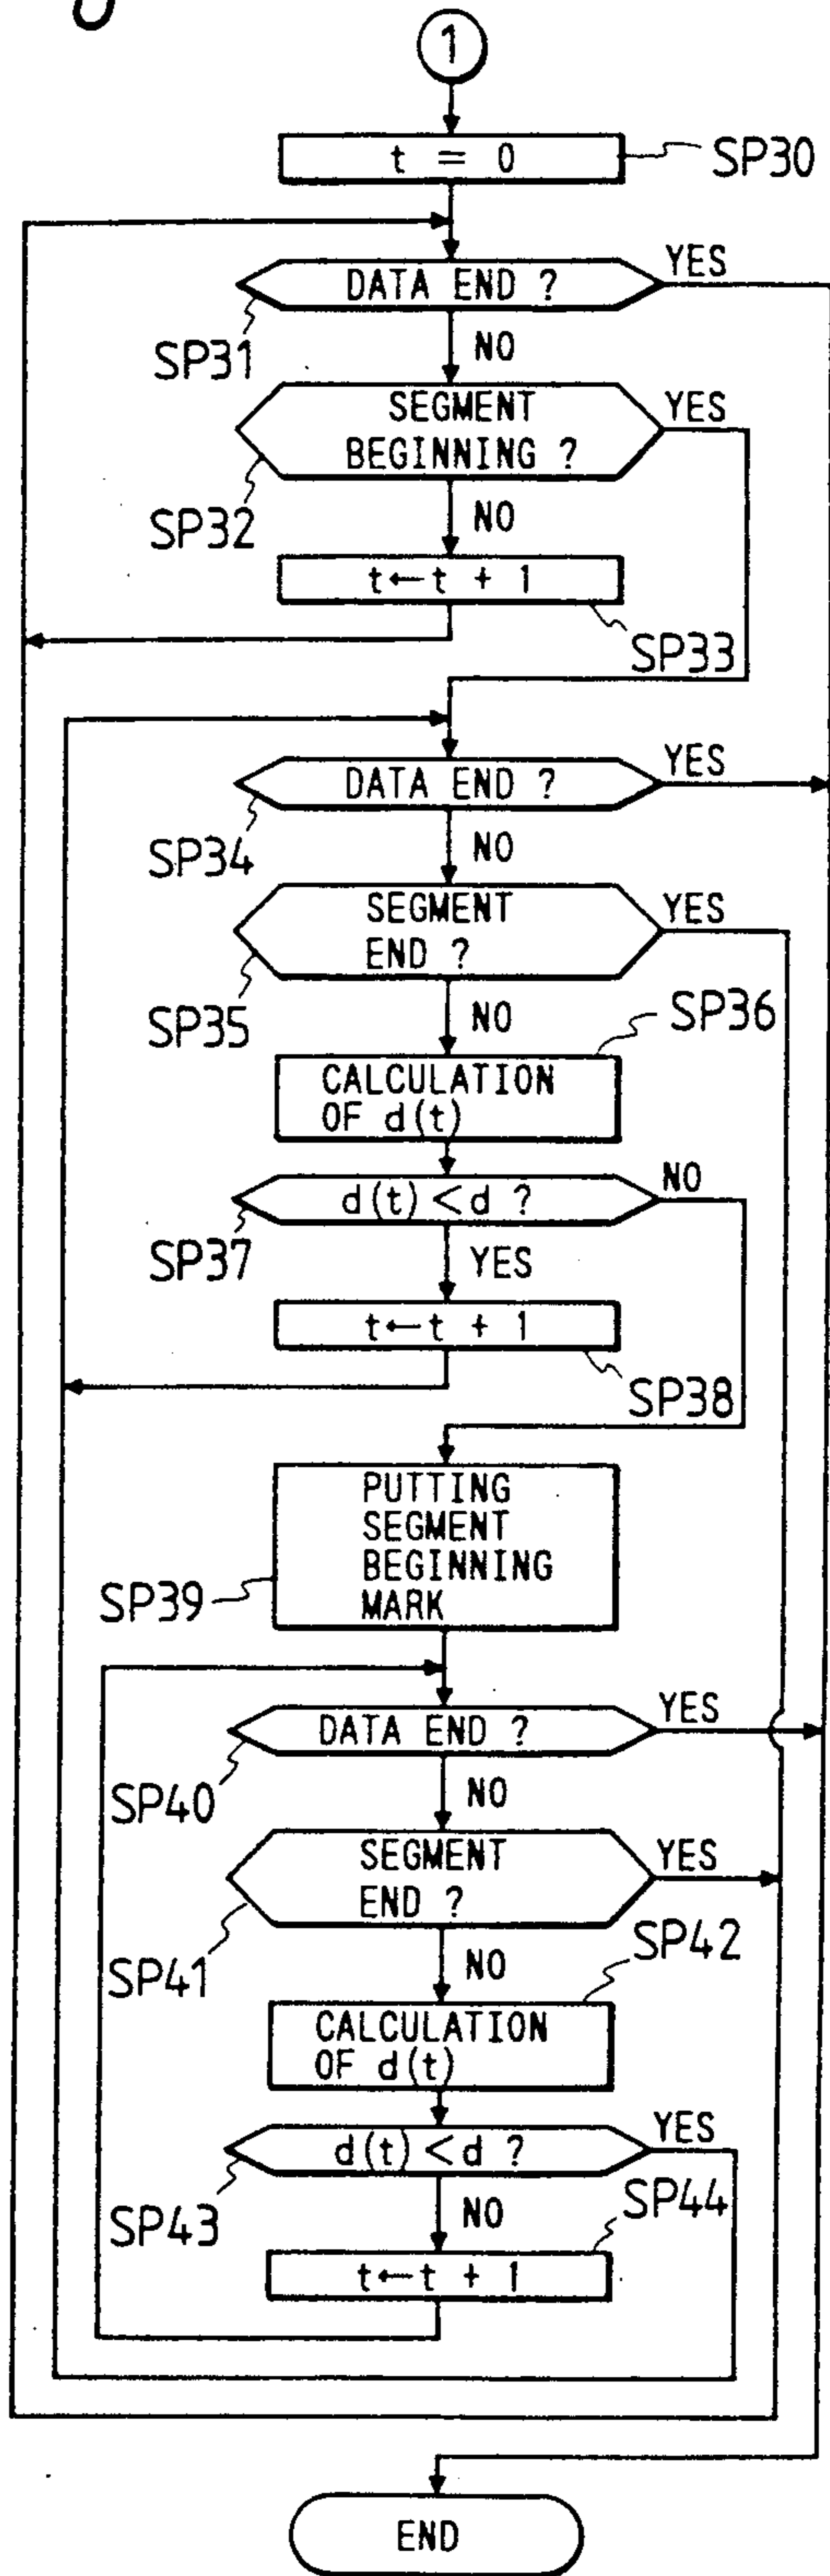 1
t = 0
SP30
DATA END ?
YES
SP31
NO
SEGMENT
BEGINNING ?
YES
SP32
NO
t←t + 1
SP33
DATA END ?
YES
SP34
NO
SEGMENT
END ?
YES
SP35
NO
SP36
CALCULATION
OF d(t)
d(t) <d ?
NO
SP37
YES
t←t + 1
SP38
PUTTING
SEGMENT
BEGINNING
MARK
SP39
DATA END ?
YES
SP40
NO
SEGMENT
END ?
YES
SP41
NO
SP42
CALCULATION
OF d(t)
d(t) <d ?
YES
SP43
NO
SP44
t←t + 1
END